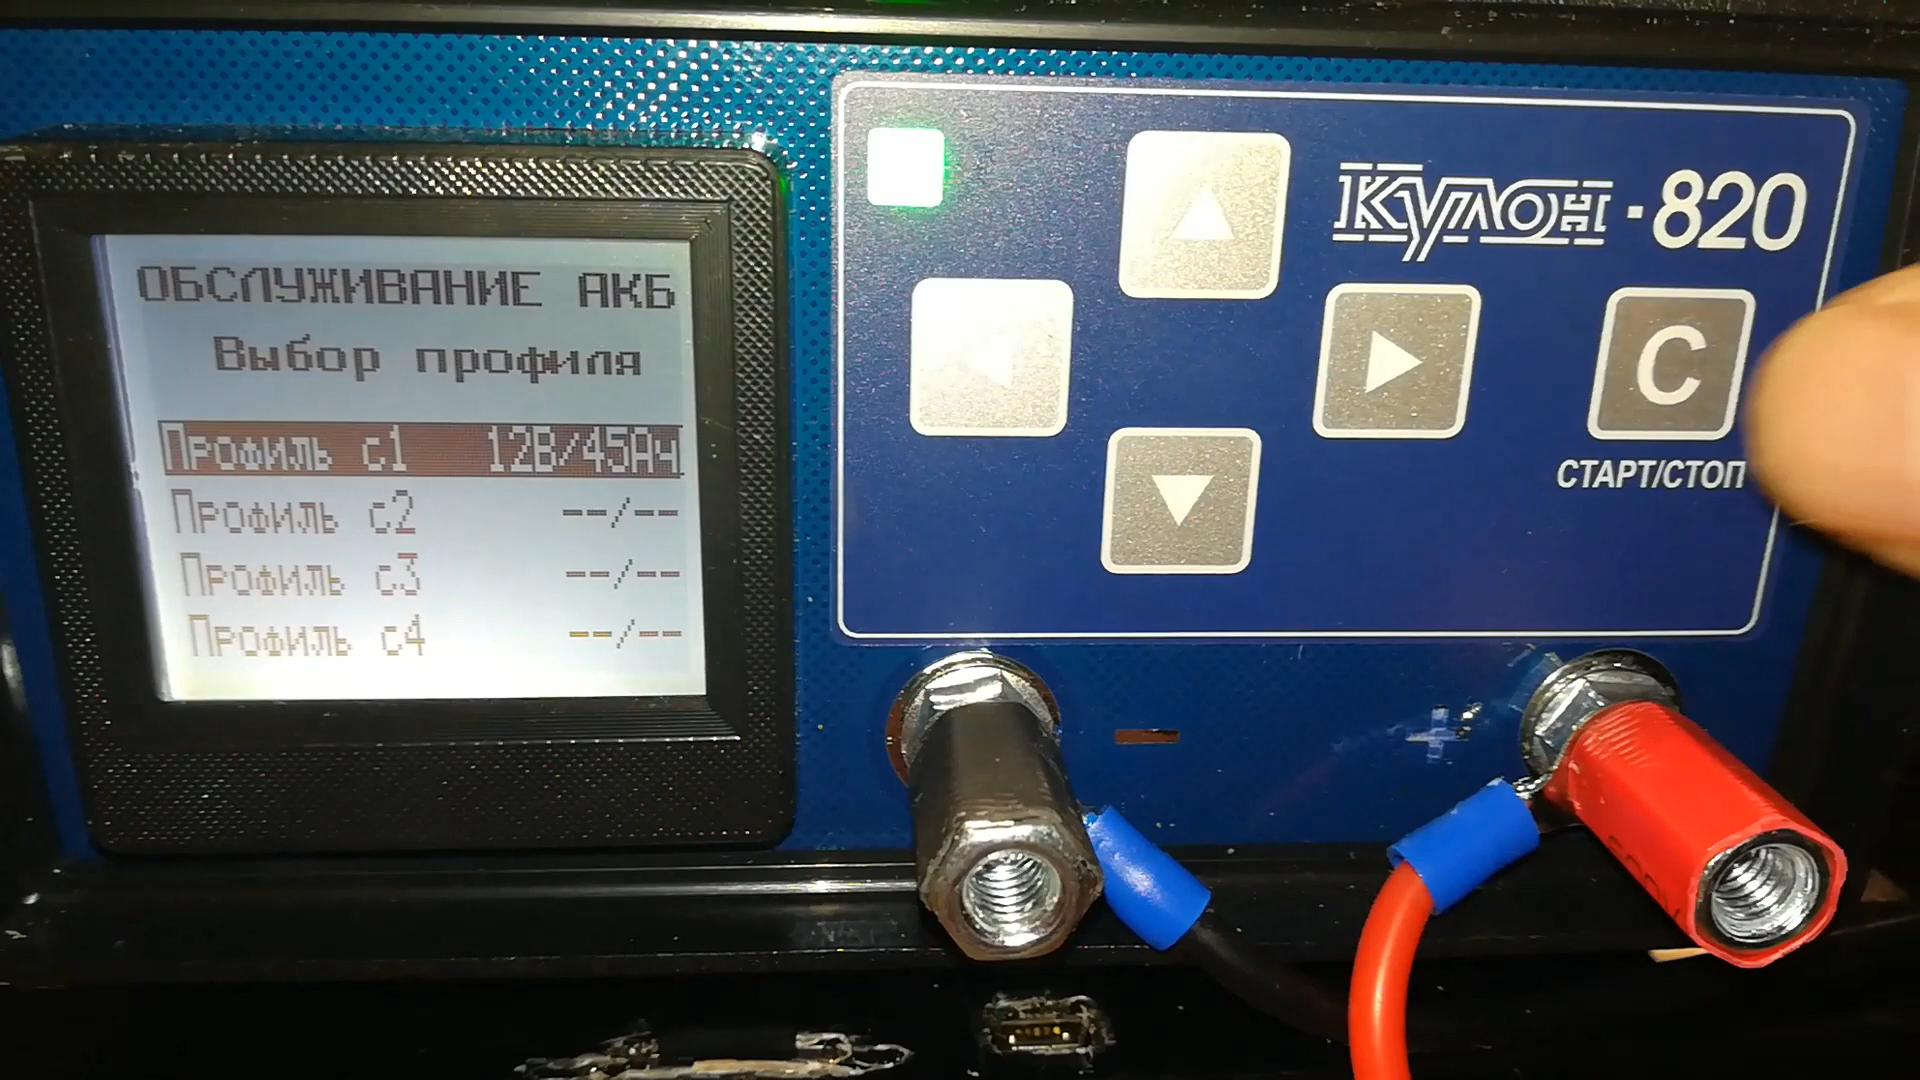 ОБСЛУЖИВАНИЕ АКБ
Выбор профиля
Профиль с1 12В/45Ач
Профиль с2 --/--
Профиль с3 --/--
Профиль с4 --/--
КУЛОН-820
С
СТАРТ/СТОП
- +